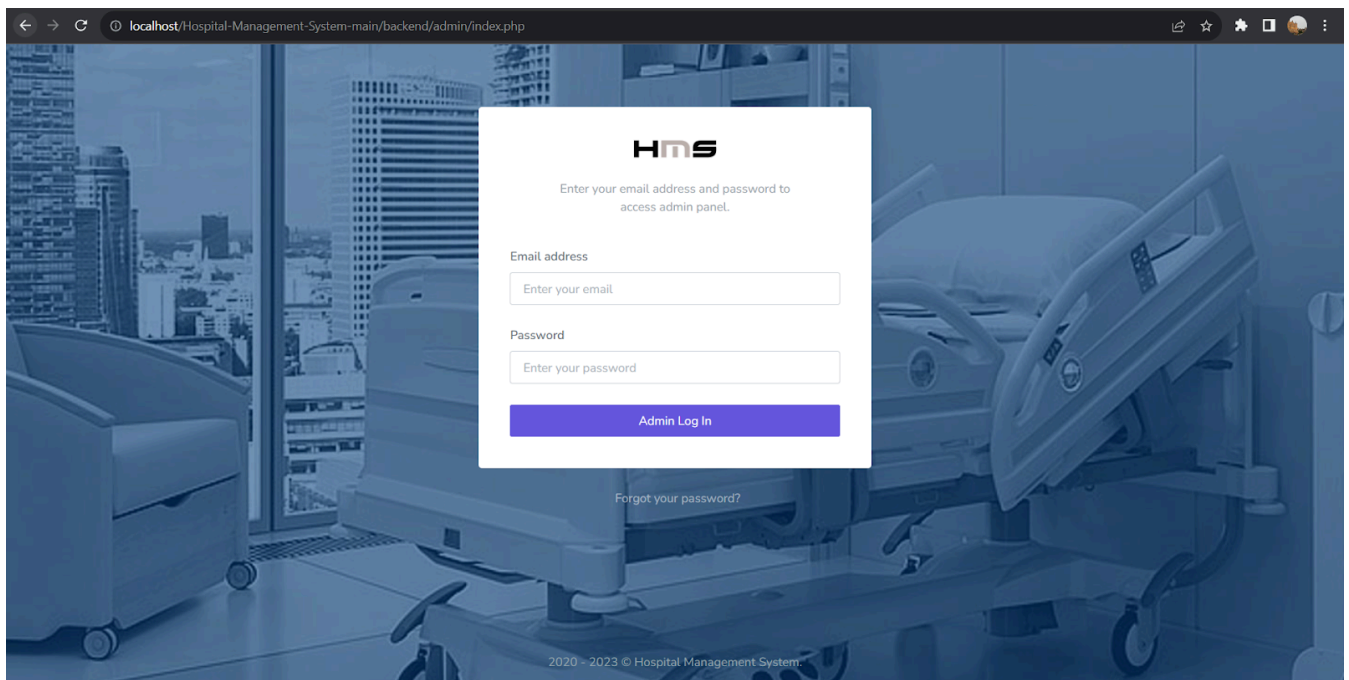 localhost/Hospital-Management-System-main/backend/admin/index.php
HMS
Enter your email address and password to
access admin panel.
Email address
Enter your email
Password
Enter your password
Admin Log In
Forgot your password?
2020 - 2023 © Hospital Management System.